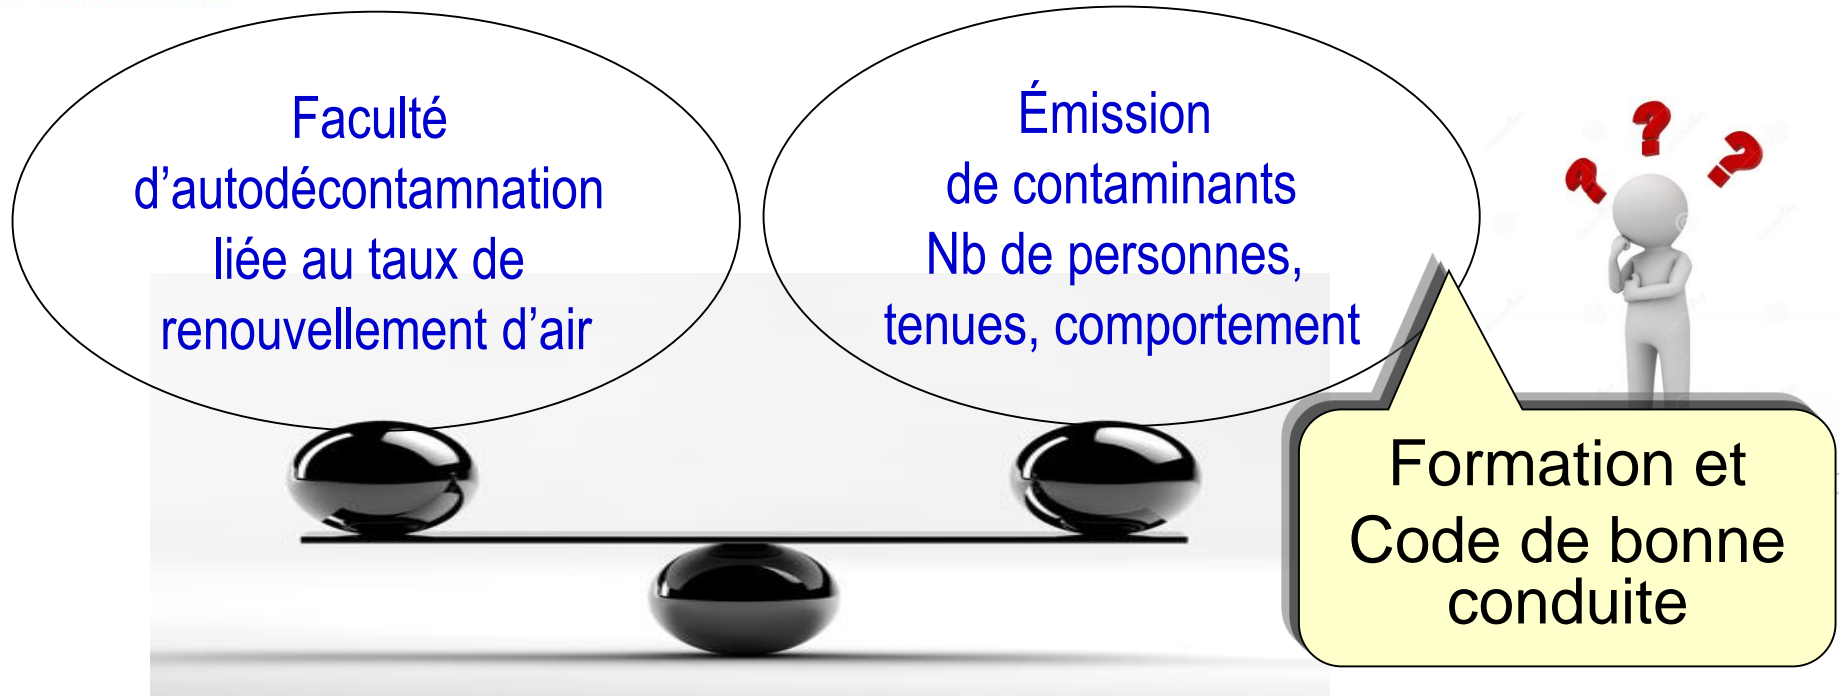 Faculté
d'autodécontamnation
liée au taux de
renouvellement d'air
Émission
de contaminants
Nb de personnes,
tenues, comportement
? ? ?
Formation et
Code de bonne
conduite